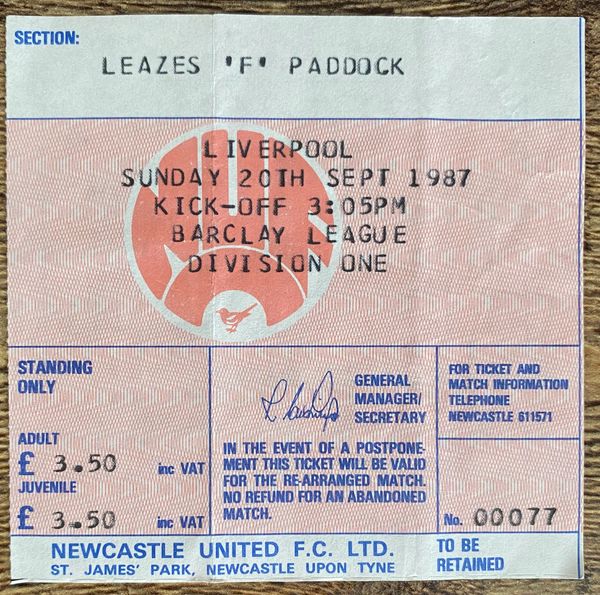 SECTION:
LEAZES 'F' PADDOCK
LIVERPOOL
SUNDAY 20TH SEPT 1987
KICK-OFF 3:05PM
BARCLAY LEAGUE
DIVISION ONE
STANDING
ONLY
ADULT
£ 3.50 inc VAT
JUVENILE
£ 3.50 inc VAT
GENERAL
MANAGER/
SECRETARY
IN THE EVENT OF A POSTPONE-
MENT THIS TICKET WILL BE VALID
FOR THE RE-ARRANGED MATCH.
NO REFUND FOR AN ABANDONED
MATCH.
FOR TICKET AND
MATCH INFORMATION
TELEPHONE
NEWCASTLE 611571
No. 00077
NEWCASTLE UNITED F.C. LTD.
ST. JAMES' PARK, NEWCASTLE UPON TYNE
TO BE
RETAINED